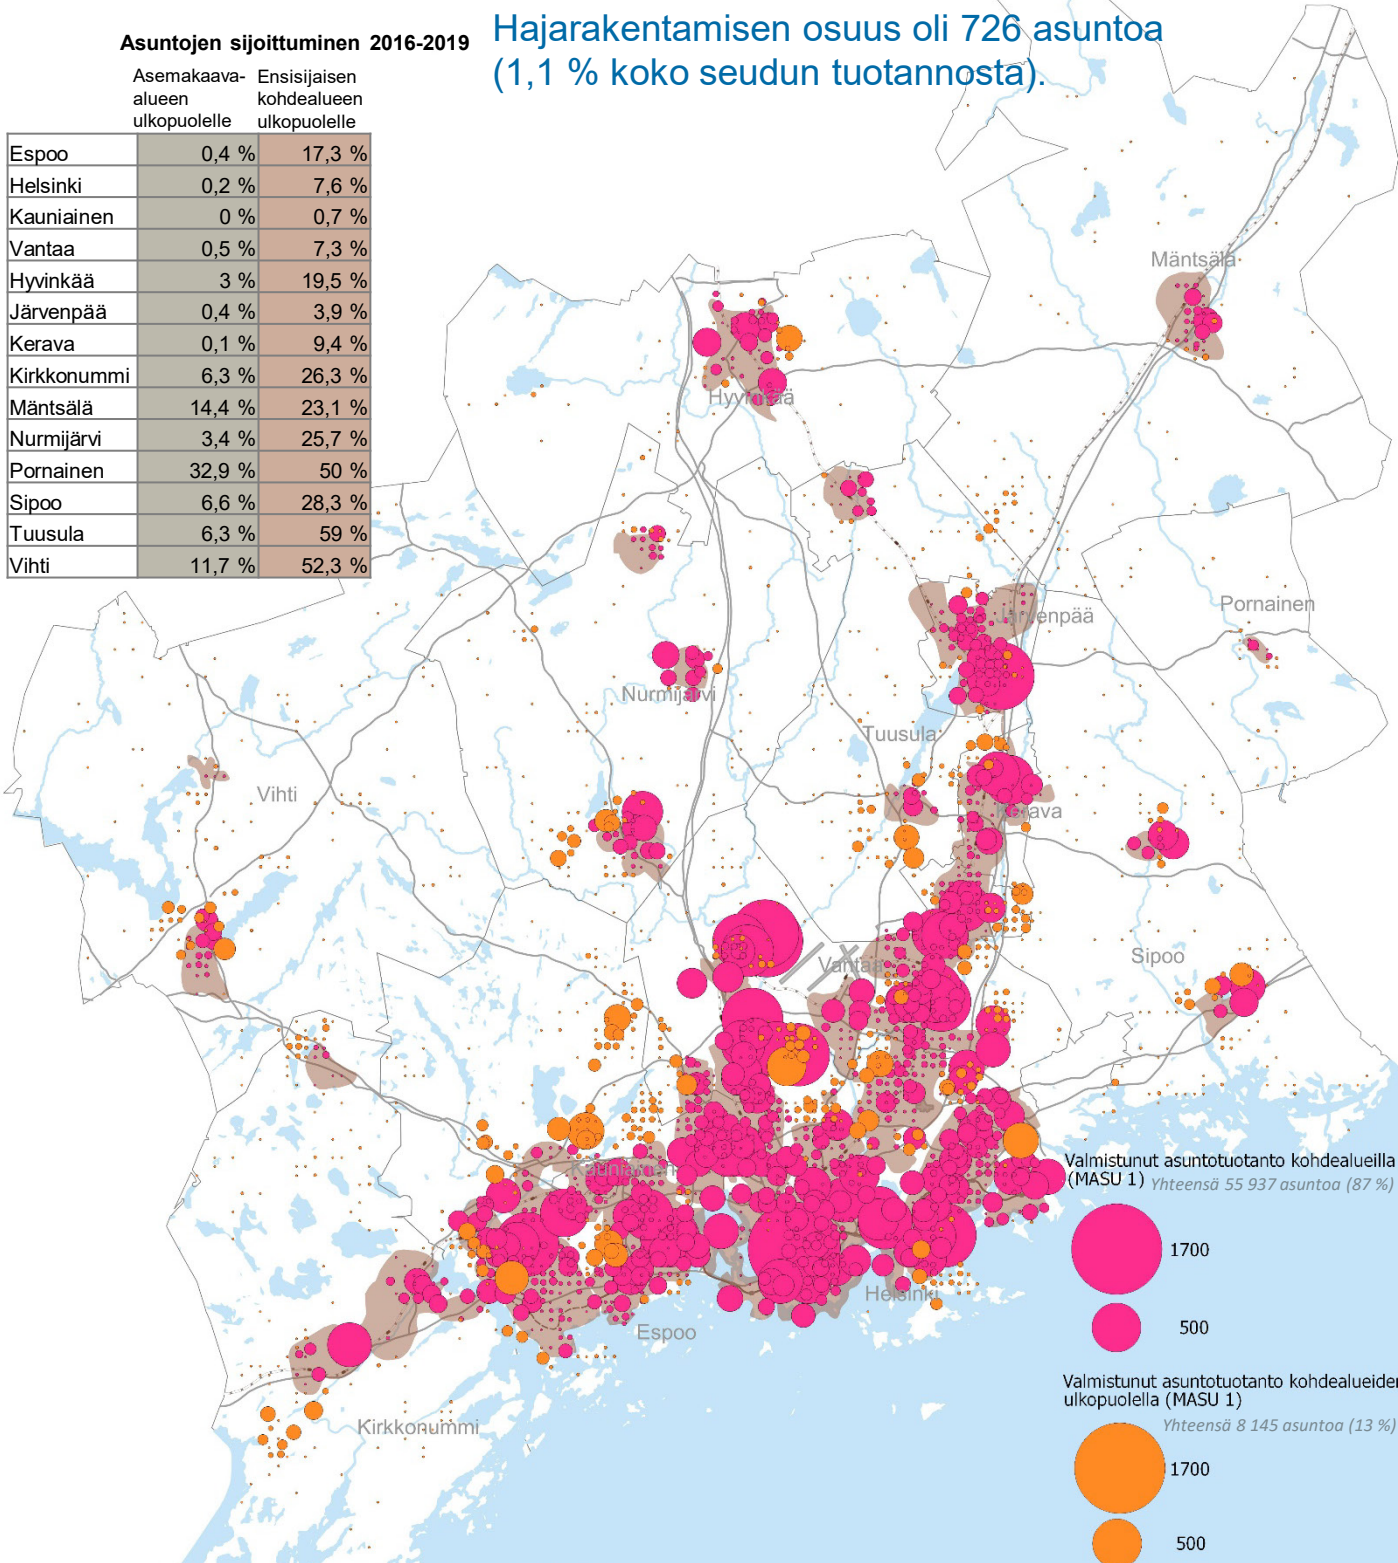 Hajarakentamisen osuus oli 726 asuntoa
(1,1 % koko seudun tuotannosta).
Asuntojen sijoittuminen 2016-2019
Asemakaava-
alueen
ulkopuolelle
Ensisijaisen
kohdealueen
ulkopuolelle
Espoo 0,4 % 17,3 %
Helsinki 0,2 % 7,6 %
Kauniainen 0 % 0,7 %
Vantaa 0,5 % 7,3 %
Hyvinkää 3 % 19,5 %
Järvenpää 0,4 % 3,9 %
Kerava 0,1 % 9,4 %
Kirkkonummi 6,3 % 26,3 %
Mäntsälä 14,4 % 23,1 %
Nurmijärvi 3,4 % 25,7 %
Pornainen 32,9 % 50 %
Sipoo 6,6 % 28,3 %
Tuusula 6,3 % 59 %
Vihti 11,7 % 52,3 %
Mäntsälä
Hyvinkää
Pornainen
Järvenpää
Nurmijärvi
Tuusula
Vihti
Kerava
Sipoo
Vantaa
Kauniainen
Helsinki
Espoo
Kirkkonummi
Valmistunut asuntotuotanto kohdealueilla
(MASU 1) Yhteensä 55 937 asuntoa (87 %)
1700
500
Valmistunut asuntotuotanto kohdealueiden
ulkopuolella (MASU 1)
Yhteensä 8 145 asuntoa (13 %)
1700
500